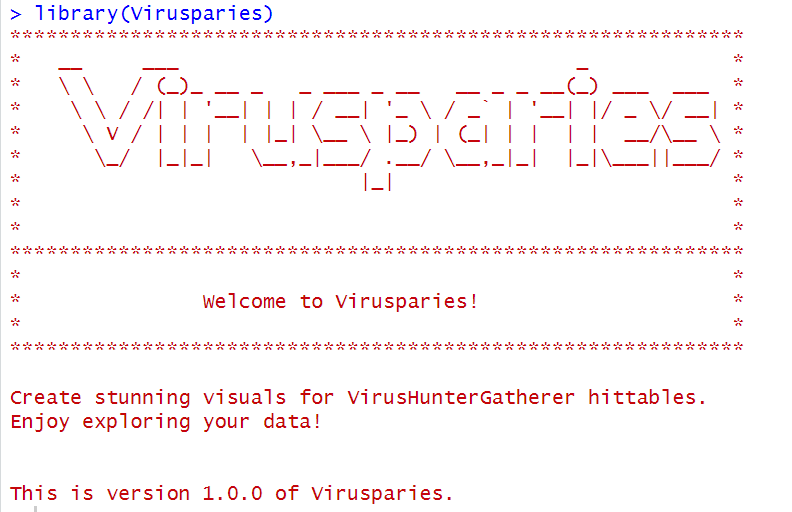 > library(Virusparies)
Virusparies
Welcome to Virusparies!
Create stunning visuals for VirusHunterGatherer hittables.
Enjoy exploring your data!
This is version 1.0.0 of Virusparies.